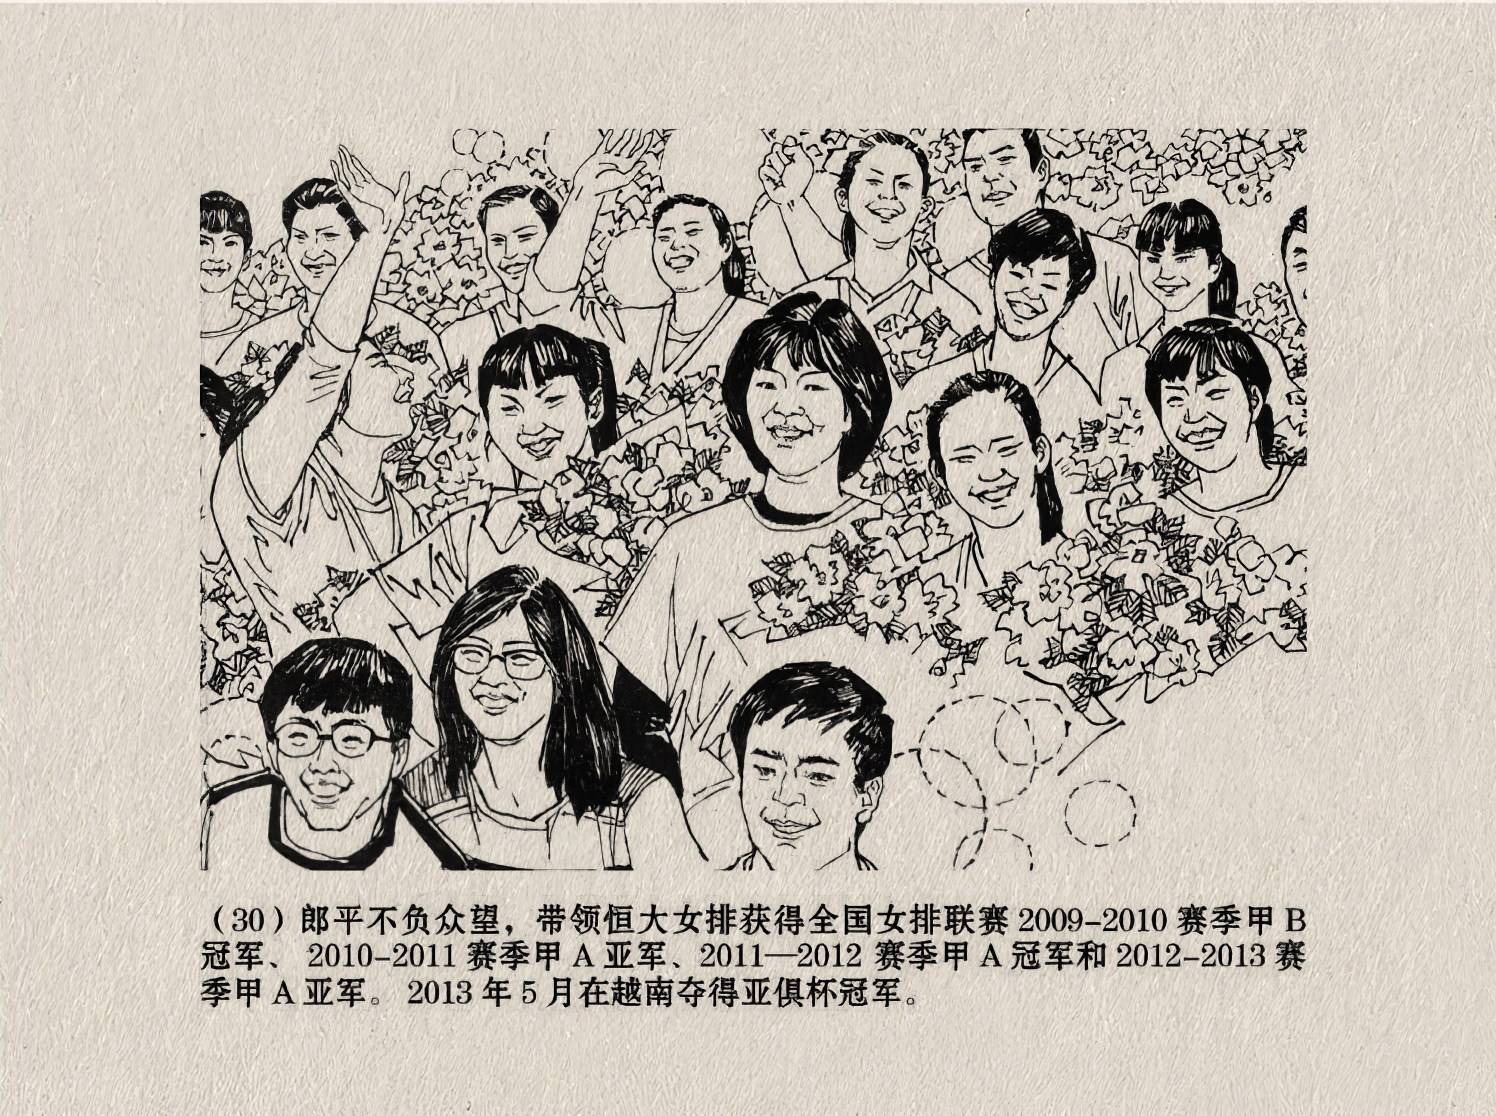 （30）郎平不负众望，带领恒大女排获得全国女排联赛 2009-2010 赛季甲 B
冠军、 2010-2011 赛季甲 A 亚军、2011—2012 赛季甲 A 冠军和 2012-2013 赛
季甲 A 亚军。 2013 年 5 月在越南夺得亚俱杯冠军。